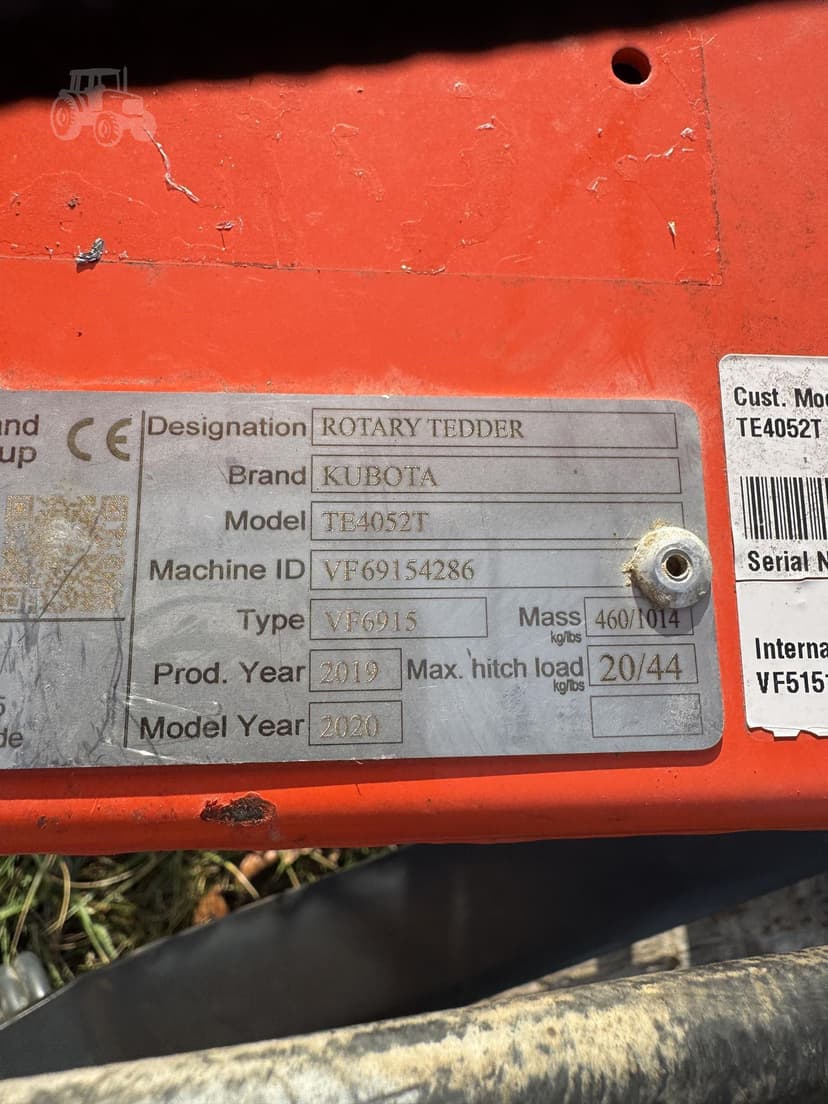 and
up
CE
Designation ROTARY TEDDER
Brand KUBOTA
Model TE4052T
Machine ID VF69154286
Type VF6915 Mass kg/lbs 460/1014
Prod. Year 2019 Max. hitch load kg/lbs 20/44
Model Year 2020
5
de
Cust. Mo
TE4052T
Serial N
Interna
VF515